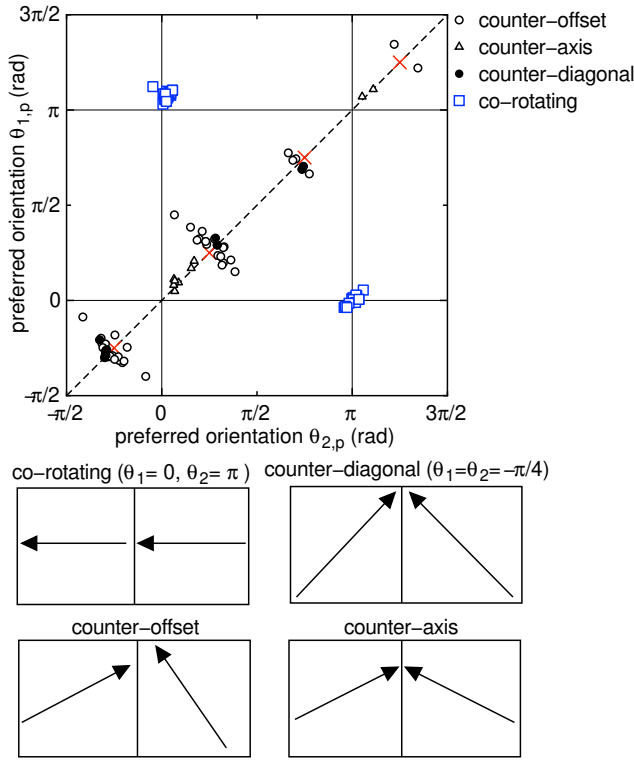 3π/2
π
π/2
0
−π/2
−π/2 0 π/2 π 3π/2
preferred orientation θ1,p (rad)
preferred orientation θ2,p (rad)
counter−offset
counter−axis
counter−diagonal
co−rotating
co−rotating (θ1= 0, θ2= π ) counter−diagonal (θ1=θ2=−π/4)
counter−offset counter−axis